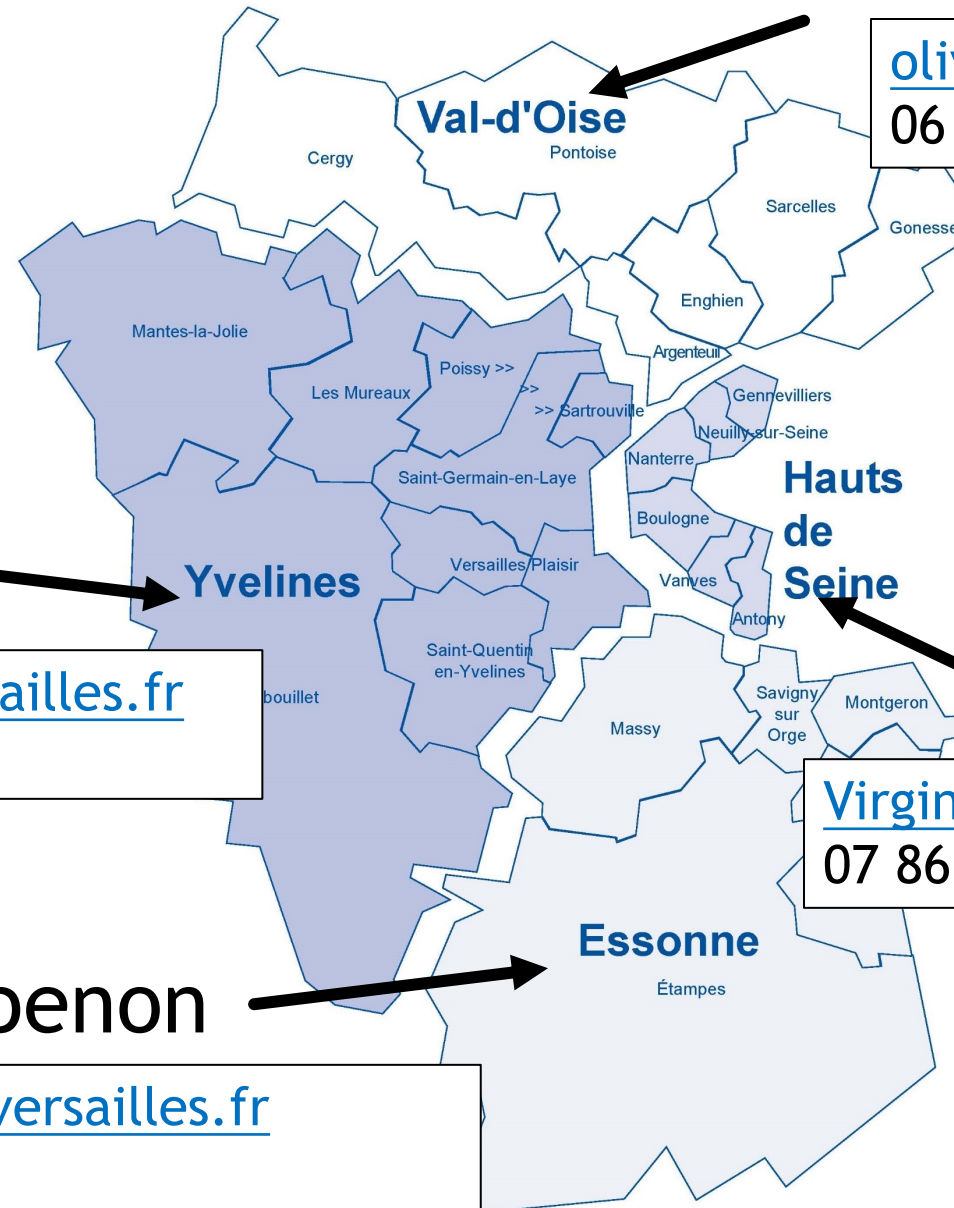 oliv
06
Val-d'Oise
Pontoise
Cergy
Sarcelles
Gonesse
Enghien
Mantes-la-Jolie
Argenteuil
Poissy >>
>>
>> Sartrouville
Les Mureaux
Gennevilliers
Neuilly-sur-Seine
Nanterre
Saint-Germain-en-Laye
Hauts
de
Seine
Boulogne
Versailles/Plaisir
Vanves
Yvelines
Antony
Saint-Quentin
en-Yvelines
ailles.fr
bouillet
Savigny
sur
Orge
Montgeron
Massy
Virgin
07 86
Essonne
Étampes
penon
versailles.fr